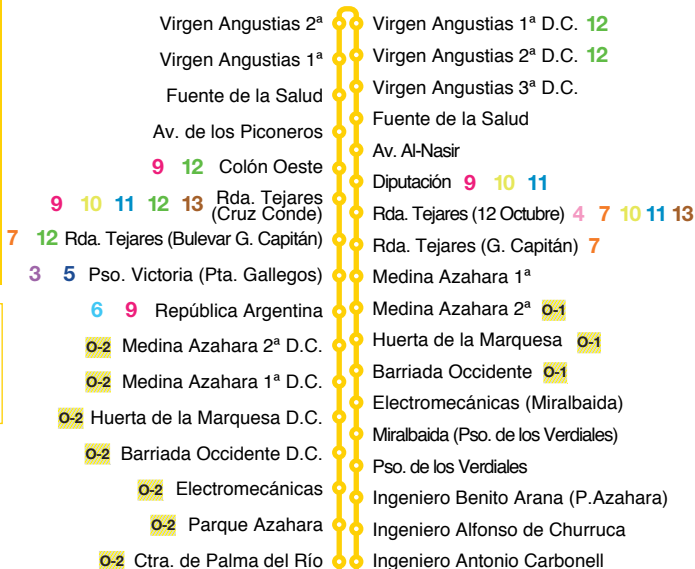 Virgen Angustias 2ª
Virgen Angustias 1ª
Fuente de la Salud
Av. de los Piconeros
9 12 Colón Oeste
9 10 11 12 13 Rda. Tejares
(Cruz Conde)
7 12 Rda. Tejares (Bulevar G. Capitán)
3 5 Pso. Victoria (Pta. Gallegos)
6 9 República Argentina
O-2 Medina Azahara 2ª D.C.
O-2 Medina Azahara 1ª D.C.
O-2 Huerta de la Marquesa D.C.
O-2 Barriada Occidente D.C.
O-2 Electromecánicas
O-2 Parque Azahara
O-2 Ctra. de Palma del Río
Virgen Angustias 1ª D.C. 12
Virgen Angustias 2ª D.C. 12
Virgen Angustias 3ª D.C.
Fuente de la Salud
Av. Al-Nasir
Diputación 9 10 11
Rda. Tejares (12 Octubre) 4 7 10 11 13
Rda. Tejares (G. Capitán) 7
Medina Azahara 1ª
Medina Azahara 2ª O-1
Huerta de la Marquesa O-1
Barriada Occidente O-1
Electromecánicas (Miralbaida)
Miralbaida (Pso. de los Verdiales)
Pso. de los Verdiales
Ingeniero Benito Arana (P.Azahara)
Ingeniero Alfonso de Churruca
Ingeniero Antonio Carbonell